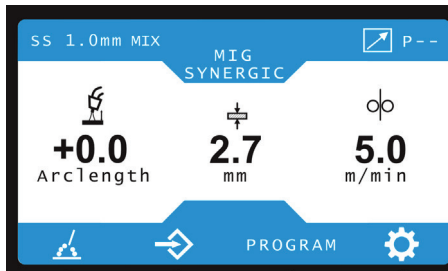 SS 1.0mm MIX
MIG
SYNERGIC
P--
+0.0
2.7
5.0
Arclength
mm
m/min
PROGRAM